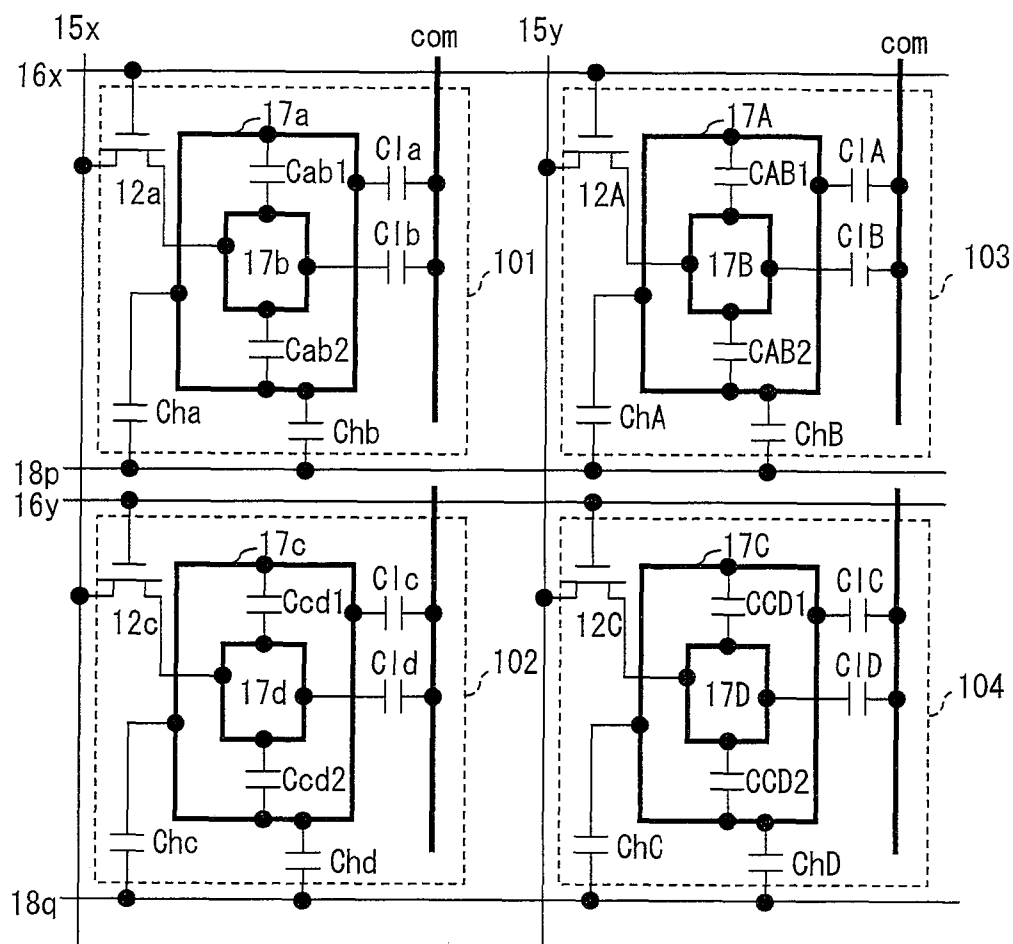 15x
com
15y
com
16x
17a
17A
Cab1
Cla
CAB1
ClA
12a
12A
Clb
ClB
17b
101
17B
103
Cab2
CAB2
Cha
Chb
ChA
ChB
18p
16y
17c
17C
Ccd1
Clc
CCD1
ClC
12c
12C
Cld
ClD
17d
102
17D
104
Ccd2
CCD2
Chc
Chd
ChC
ChD
18q